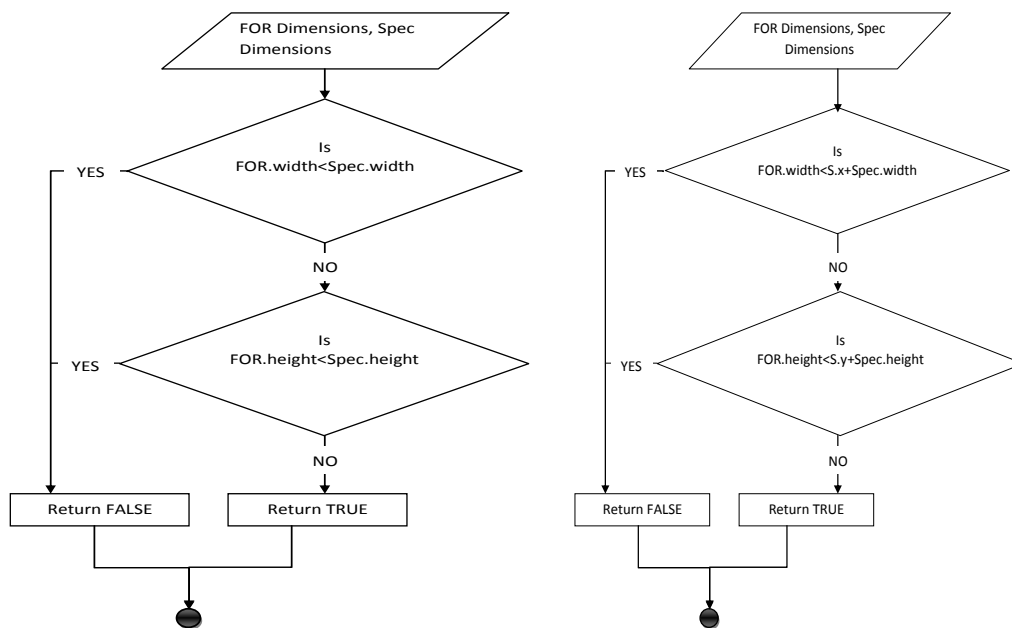 FOR Dimensions, Spec
Dimensions
Is
FOR.width<Spec.width
YES
NO
Is
FOR.height<Spec.height
YES
NO
Return FALSE
Return TRUE
FOR Dimensions, Spec
Dimensions
Is
FOR.width<S.x+Spec.width
YES
NO
Is
FOR.height<S.y+Spec.height
YES
NO
Return FALSE
Return TRUE